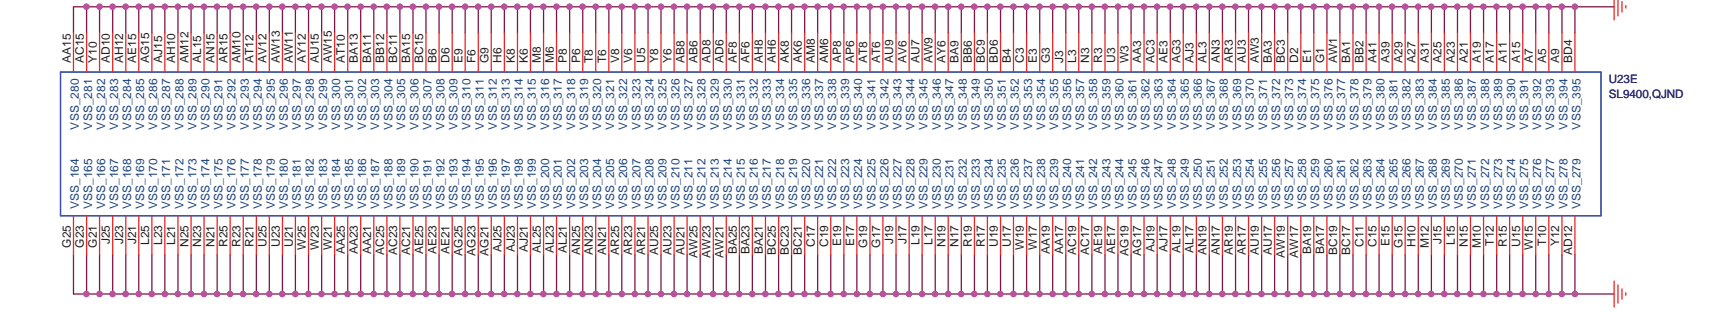 AA15 AC15 Y10 AD10 AH12 AE15 AG15 AJ15 AH10 AM12 AL15 AN15 AR15 AM10 AT12 AV12 AW13 AW11 AY12 AU15 AW15 AT10 BA13 BA11 BB12 BC11 BA15 BC15 B6 D6 E9 F6 G9 H6 K8 K6 M8 M6 P8 P6 T8 T6 V8 V6 U5 Y8 Y6 AB8 AB6 AD8 AD6 AF8 AF6 AH8 AH6 AK8 AK6 AM8 AM6 AP8 AP6 AT8 AT6 AU9 AV6 AU7 AW9 AY6 BA9 BB6 BC9 BD6 B4 C3 E3 G3 J3 L3 N3 R3 U3 W3 AA3 AC3 AE3 AG3 AJ3 AL3 AN3 AR3 AU3 AW3 BA3 BC3 D2 E1 G1 AW1 BA1 BB2 A41 A39 A29 A27 A31 A25 A23 A21 A19 A17 A11 A15 A7 A5 A9 BD4
U23E
SL9400,QJND
VSS_280 VSS_281 VSS_282 VSS_283 VSS_284 VSS_285 VSS_286 VSS_287 VSS_288 VSS_289 VSS_290 VSS_291 VSS_292 VSS_293 VSS_294 VSS_295 VSS_296 VSS_297 VSS_298 VSS_299 VSS_300 VSS_301 VSS_302 VSS_303 VSS_304 VSS_305 VSS_306 VSS_307 VSS_308 VSS_309 VSS_310 VSS_311 VSS_312 VSS_313 VSS_314 VSS_315 VSS_316 VSS_317 VSS_318 VSS_319 VSS_320 VSS_321 VSS_322 VSS_323 VSS_324 VSS_325 VSS_326 VSS_327 VSS_328 VSS_329 VSS_330 VSS_331 VSS_332 VSS_333 VSS_334 VSS_335 VSS_336 VSS_337 VSS_338 VSS_339 VSS_340 VSS_341 VSS_342 VSS_343 VSS_344 VSS_345 VSS_346 VSS_347 VSS_348 VSS_349 VSS_350 VSS_351 VSS_352 VSS_353 VSS_354 VSS_355 VSS_356 VSS_357 VSS_358 VSS_359 VSS_360 VSS_361 VSS_362 VSS_363 VSS_364 VSS_365 VSS_366 VSS_367 VSS_368 VSS_369 VSS_370 VSS_371 VSS_372 VSS_373 VSS_374 VSS_375 VSS_376 VSS_377 VSS_378 VSS_379 VSS_380 VSS_381 VSS_382 VSS_383 VSS_384 VSS_385 VSS_386 VSS_387 VSS_388 VSS_389 VSS_390 VSS_391 VSS_392 VSS_393 VSS_394 VSS_395
VSS_164 VSS_165 VSS_166 VSS_167 VSS_168 VSS_169 VSS_170 VSS_171 VSS_172 VSS_173 VSS_174 VSS_175 VSS_176 VSS_177 VSS_178 VSS_179 VSS_180 VSS_181 VSS_182 VSS_183 VSS_184 VSS_185 VSS_186 VSS_187 VSS_188 VSS_189 VSS_190 VSS_191 VSS_192 VSS_193 VSS_194 VSS_195 VSS_196 VSS_197 VSS_198 VSS_199 VSS_200 VSS_201 VSS_202 VSS_203 VSS_204 VSS_205 VSS_206 VSS_207 VSS_208 VSS_209 VSS_210 VSS_211 VSS_212 VSS_213 VSS_214 VSS_215 VSS_216 VSS_217 VSS_218 VSS_219 VSS_220 VSS_221 VSS_222 VSS_223 VSS_224 VSS_225 VSS_226 VSS_227 VSS_228 VSS_229 VSS_230 VSS_231 VSS_232 VSS_233 VSS_234 VSS_235 VSS_236 VSS_237 VSS_238 VSS_239 VSS_240 VSS_241 VSS_242 VSS_243 VSS_244 VSS_245 VSS_246 VSS_247 VSS_248 VSS_249 VSS_250 VSS_251 VSS_252 VSS_253 VSS_254 VSS_255 VSS_256 VSS_257 VSS_258 VSS_259 VSS_260 VSS_261 VSS_262 VSS_263 VSS_264 VSS_265 VSS_266 VSS_267 VSS_268 VSS_269 VSS_270 VSS_271 VSS_272 VSS_273 VSS_274 VSS_275 VSS_276 VSS_277 VSS_278 VSS_279
G25 G23 G21 J25 J23 J21 L25 L23 L21 N25 N23 N21 R25 R23 R21 U25 U23 U21 W25 W23 W21 AA25 AA23 AA21 AC25 AC23 AC21 AE25 AE23 AE21 AG25 AG23 AG21 AJ25 AJ23 AJ21 AL25 AL23 AL21 AN25 AN23 AN21 AR25 AR23 AR21 AU25 AU23 AU21 AW25 AW23 AW21 BA25 BA23 BA21 BC25 BC23 BC21 C17 C19 E19 E17 G19 G17 J19 J17 L19 L17 N19 N17 R19 R17 U19 U17 W19 W17 AA19 AA17 AC19 AC17 AE19 AE17 AG19 AG17 AJ19 AJ17 AL19 AL17 AN19 AN17 AR19 AR17 AU19 AU17 AW19 AW17 BA19 BA17 BC19 BC17 C11 C15 E15 G15 H10 M12 J15 L15 N15 M10 T12 R15 U15 W15 T10 Y12 AD12